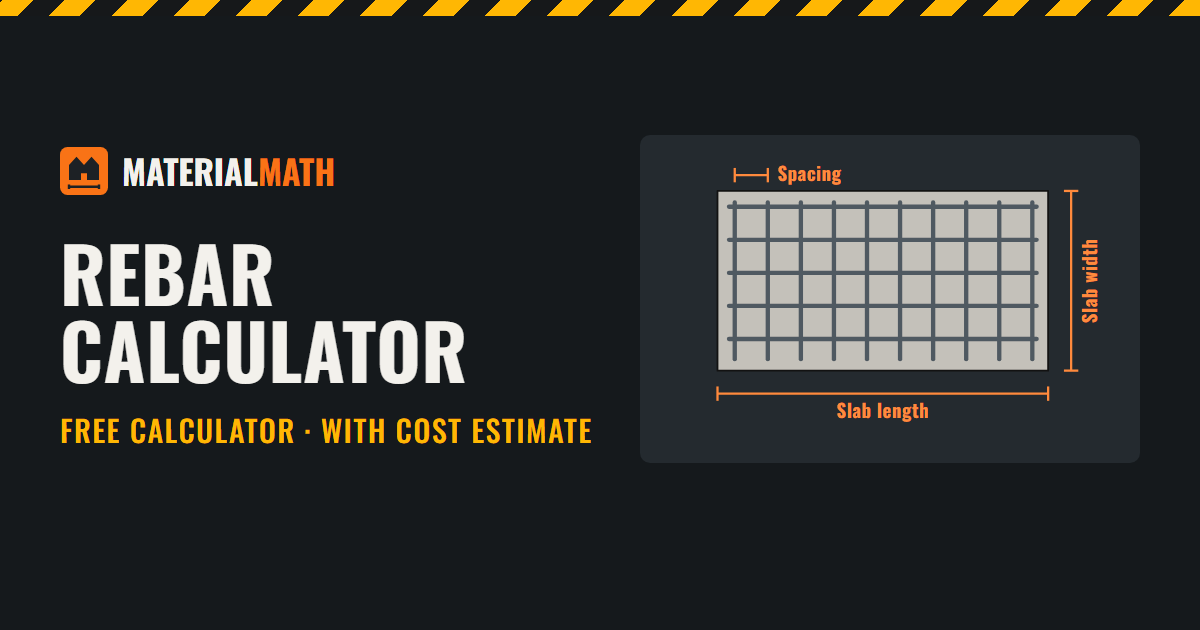 MATERIALMATH
REBAR
CALCULATOR
FREE CALCULATOR · WITH COST ESTIMATE
Spacing
Slab width
Slab length